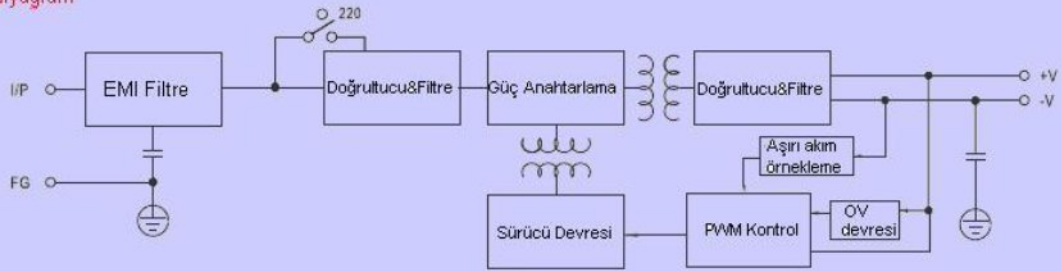 diyagram
220
I/P
EMI Filtre
Doğrultucu&Filtre
Güç Anahtarlama
Doğrultucu&Filtre
+V
-V
Aşırı akım
örnekleme
FG
Sürücü Devresi
PWM Kontrol
OV
devresi